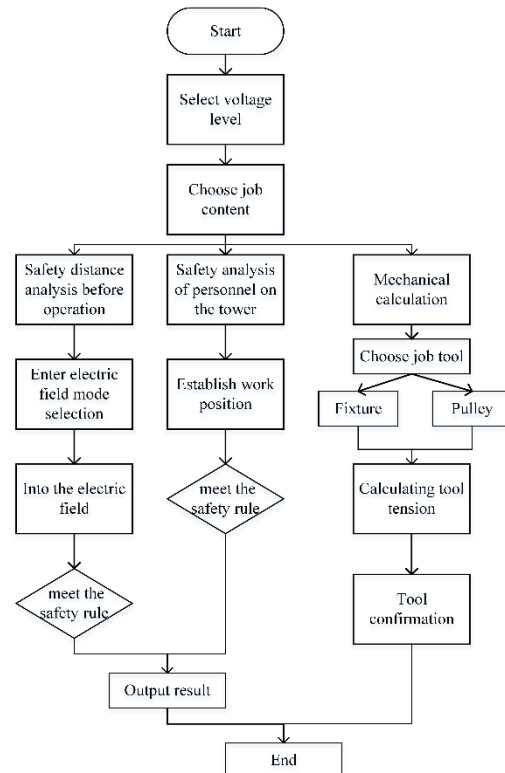 Start
Select voltage
level
Choose job
content
Safety distance
analysis before
operation
Safety analysis
of personnel on
the tower
Mechanical
calculation
Enter electric
field mode
selection
Establish work
position
Choose job tool
Fixture
Pulley
Into the electric
field
meet the
safety rule
Calculating tool
tension
meet the
safety rule
Tool
confirmation
Output result
End